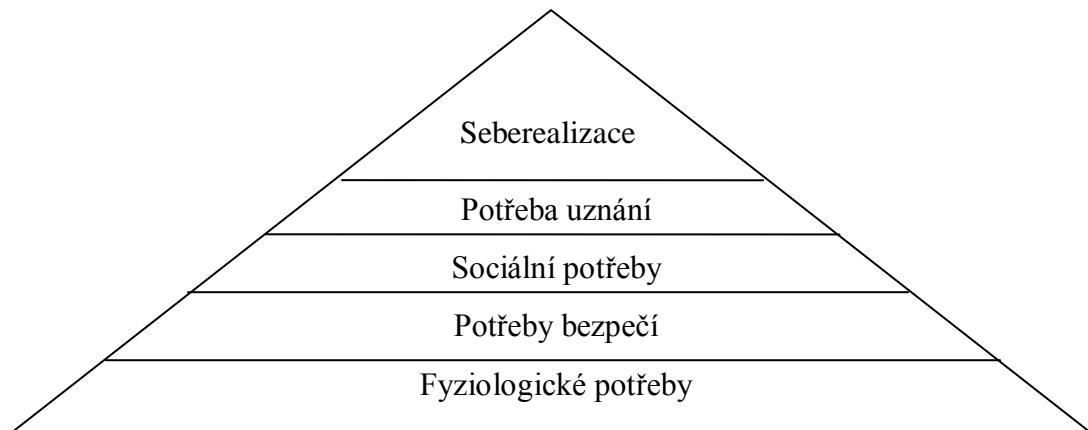 Seberealizace
Potřeba uznání
Sociální potřeby
Potřeby bezpečí
Fyziologické potřeby